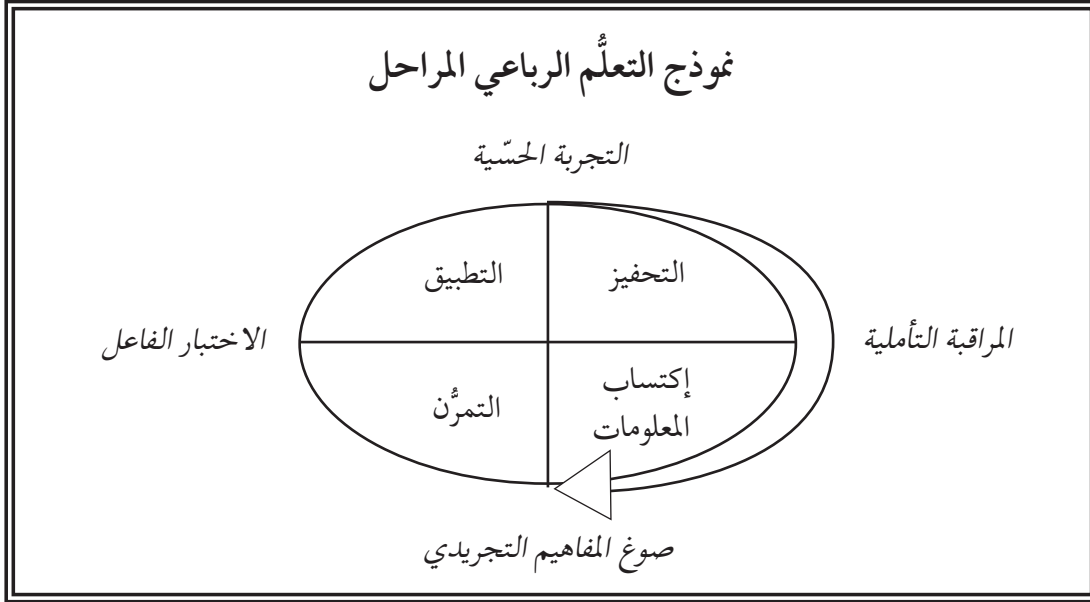 نموذج التعلُّم الرباعي المراحل
التجربة الحسّية
التحفيز
التطبيق
المراقبة التأملية
الاختبار الفاعل
إكتساب
المعلومات
التمرُّن
صوغ المفاهيم التجريدي